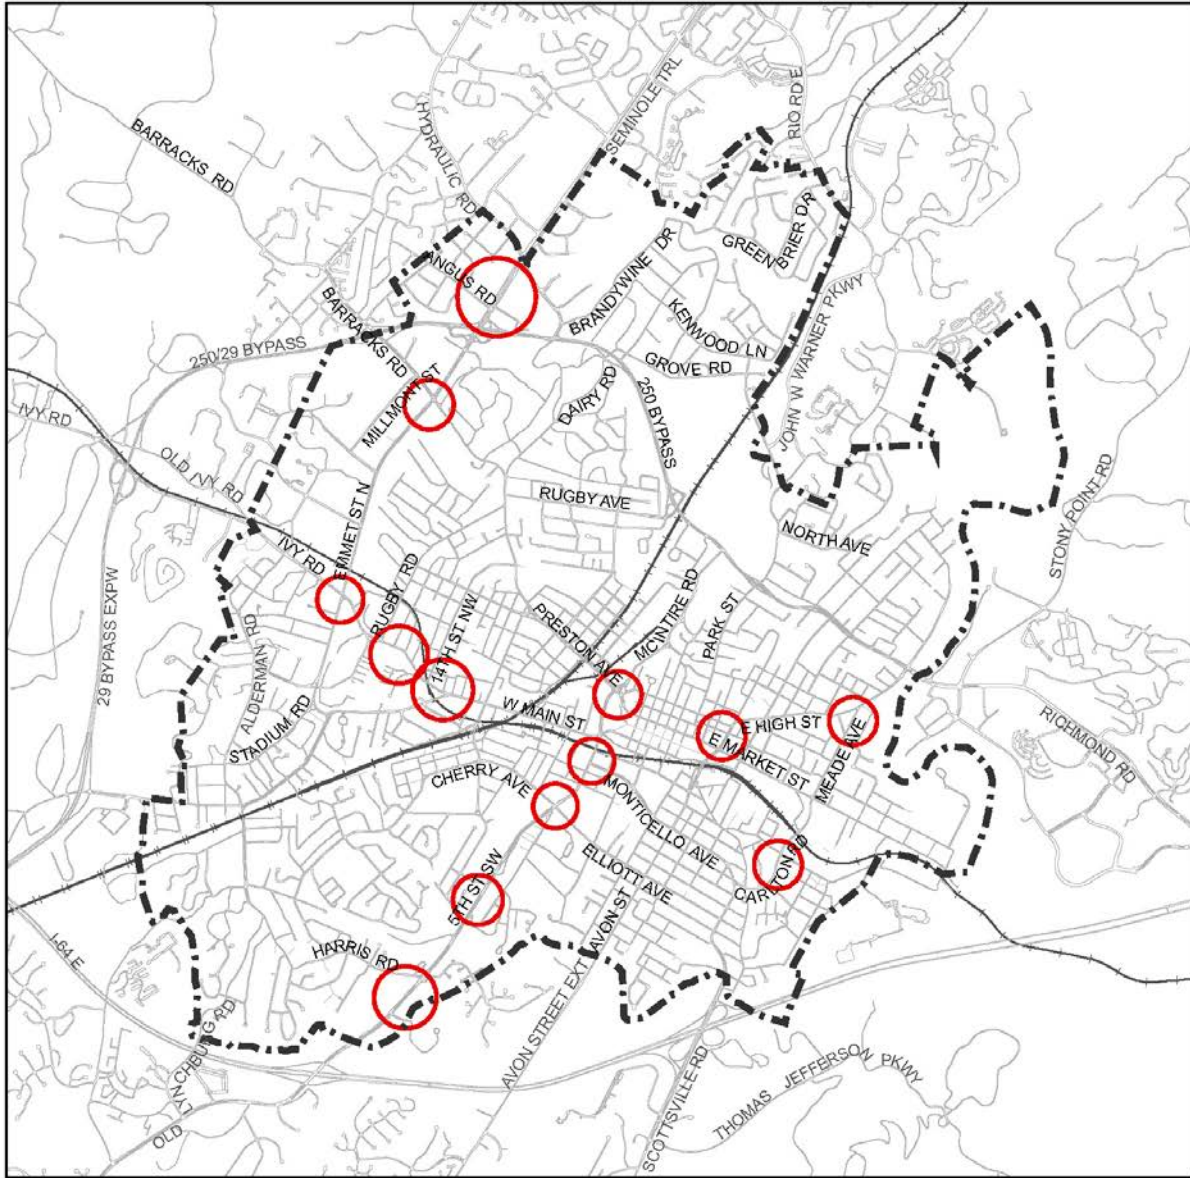 SEMINOLE TRL
RIO RD E
HYDRAULIC RD
BARRACKS RD
GREEN
BRIER DR
BRANDYWINE DR
ANGUS RD
KENWOOD LN
JOHN W WARNER PKWY
BARRACKS RD
250/29 BYPASS
GROVE RD
MILLMONT ST
DAIRY RD
250 BYPASS
IVY RD
OLD IVY RD
RUGBY AVE
STONY POINT RD
NORTH AVE
EMMET ST N
IVY RD
RUGBY RD
14TH ST NW
PRESTON AVE
MCINTIRE RD
PARK ST
29 BYPASS EXPW
ALDERMAN RD
STADIUM RD
W MAIN ST
E HIGH ST
E MARKET ST
MEADE AVE
RICHMOND RD
CHERRY AVE
MONTICELLO AVE
ELLIOTT AVE
CARLTON RD
5TH ST SW
AVON ST
HARRIS RD
I-64 E
AVON STREET EXT
OLD LYNCHBURG RD
SCOTTSVILLE RD
THOMAS JEFFERSON PKWY